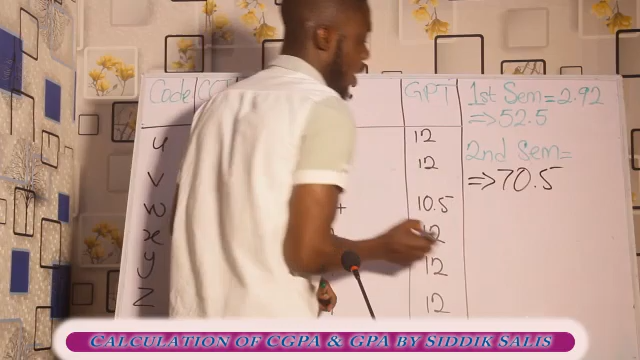 Code GPT 1st Sem=2.92
=>52.5
u 12
2nd Sem=
v 12
=>70.5
w + 10.5
x 12
y 12
z 12
CALCULATION OF CGPA & GPA BY SIDDIK SALIS